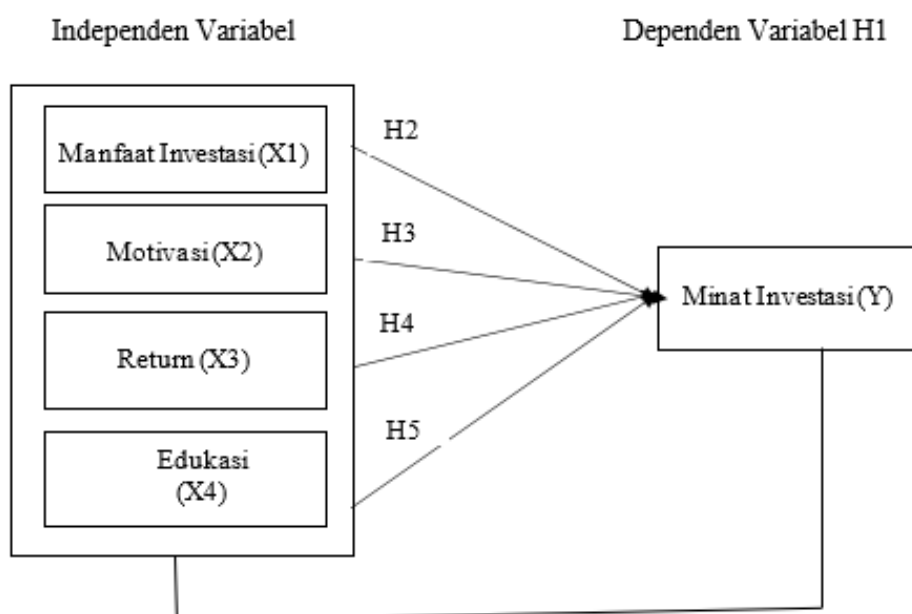 Independen Variabel
Dependen Variabel H1
Manfaat Investasi (X1)
H2
Motivasi (X2)
H3
Minat Investasi (Y)
Return (X3)
H4
Edukasi
(X4)
H5